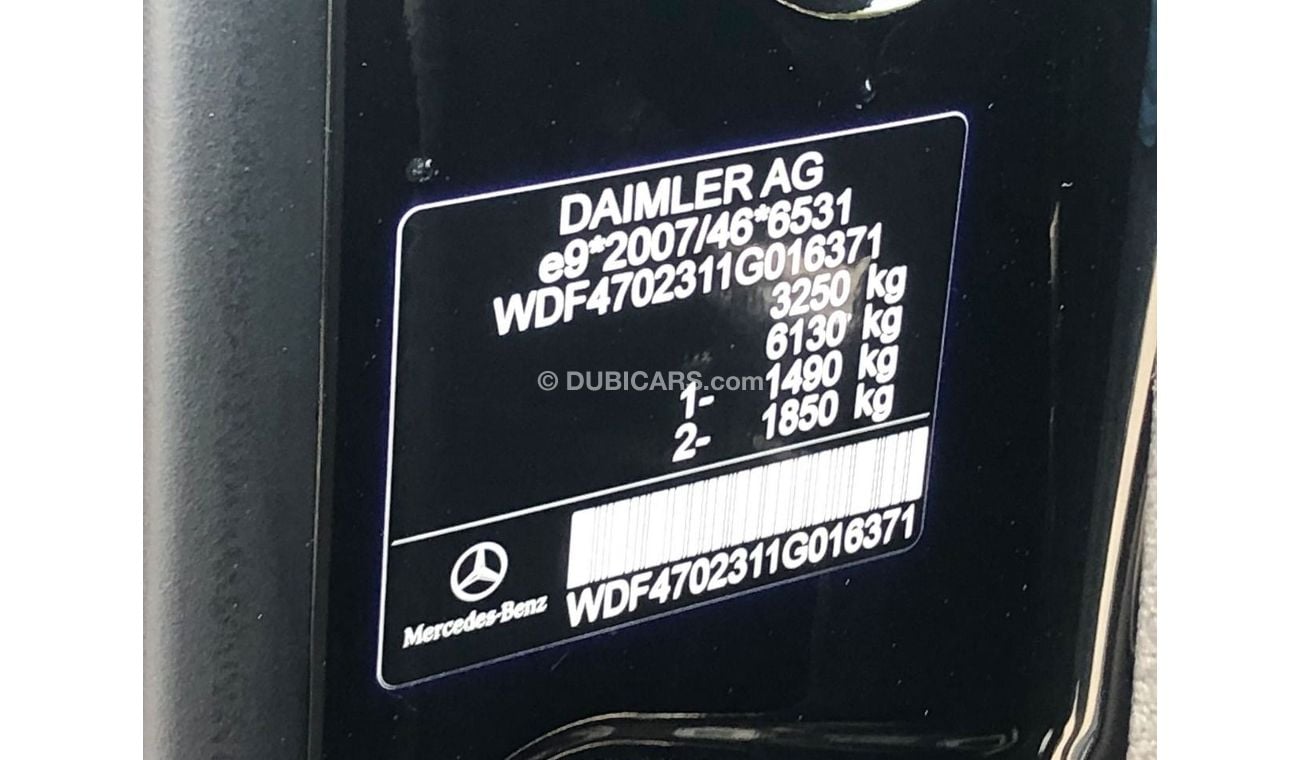 DAIMLER AG
e9*2007/46*6531
WDF4702311G016371
3250 kg
6130 kg
1- 1490 kg
2- 1850 kg
© DUBICARS.com
WDF4702311G016371
Mercedes-Benz